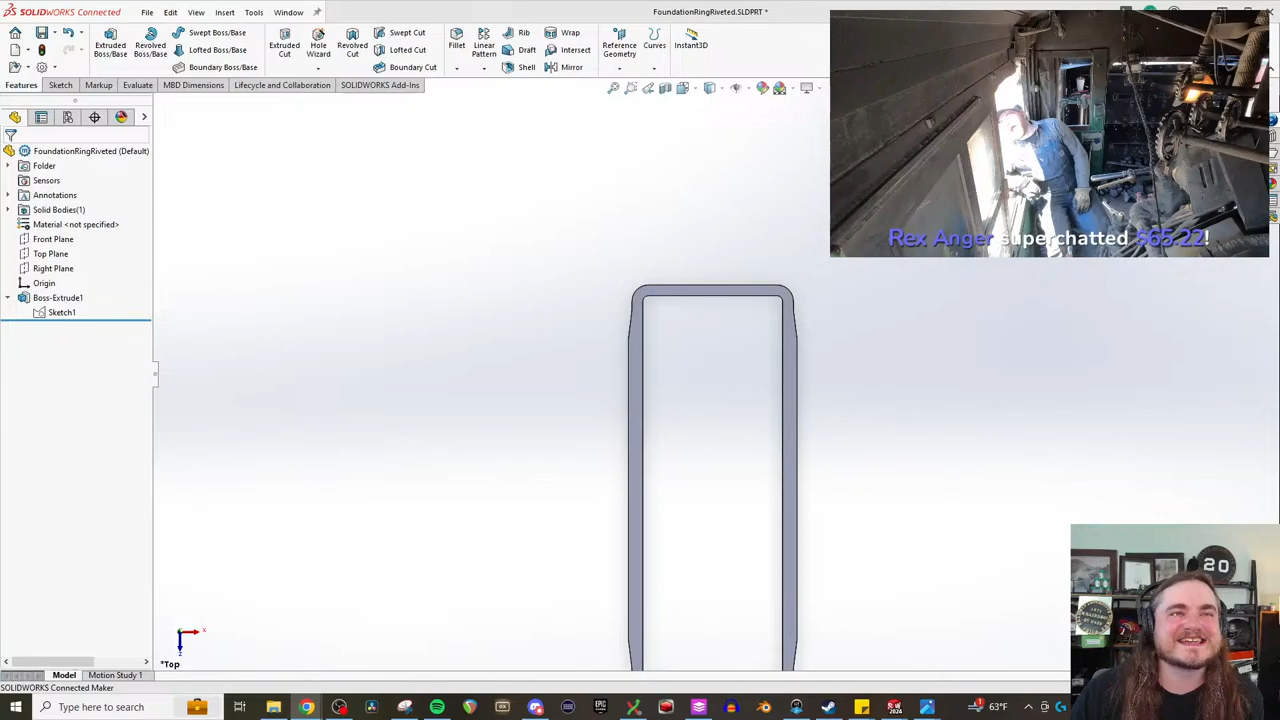 SOLIDWORKS Connected
File
Edit
View
Insert
Tools
Window
FoundationRingRiveted.SLDPRT *
Extruded Boss/Base
Revolved Boss/Base
Swept Boss/Base
Lofted Boss/Base
Boundary Boss/Base
Extruded Cut
Hole Wizard
Revolved Cut
Swept Cut
Lofted Cut
Boundary Cut
Fillet
Linear Pattern
Rib
Draft
Shell
Wrap
Intersect
Mirror
Reference Geometry
Curves
Instant3D
Features
Sketch
Markup
Evaluate
MBD Dimensions
Lifecycle and Collaboration
SOLIDWORKS Add-Ins
FoundationRingRiveted (Default)
Folder
Sensors
Annotations
Solid Bodies(1)
Material <not specified>
Front Plane
Top Plane
Right Plane
Origin
Boss-Extrude1
Sketch1
Rex Anger superchatted $65.22!
20
x
z
*Top
Model
Motion Study 1
SOLIDWORKS Connected Maker
Type here to search
63°F